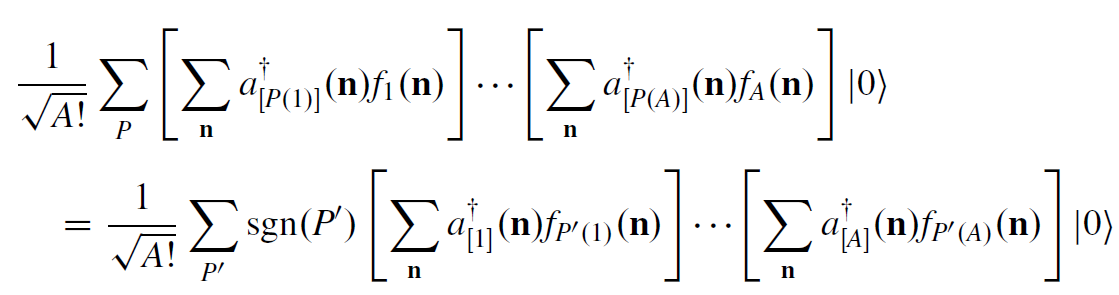 $$\frac{1}{\sqrt{A!}} \sum_{P} \left[ \sum_{\mathbf{n}} a^{\dagger}_{[P(1)]}(\mathbf{n}) f_1(\mathbf{n}) \right] \cdots \left[ \sum_{\mathbf{n}} a^{\dagger}_{[P(A)]}(\mathbf{n}) f_A(\mathbf{n}) \right] |0\rangle$$
$$= \frac{1}{\sqrt{A!}} \sum_{P'} \text{sgn}(P') \left[ \sum_{\mathbf{n}} a^{\dagger}_{[1]}(\mathbf{n}) f_{P'(1)}(\mathbf{n}) \right] \cdots \left[ \sum_{\mathbf{n}} a^{\dagger}_{[A]}(\mathbf{n}) f_{P'(A)}(\mathbf{n}) \right] |0\rangle$$